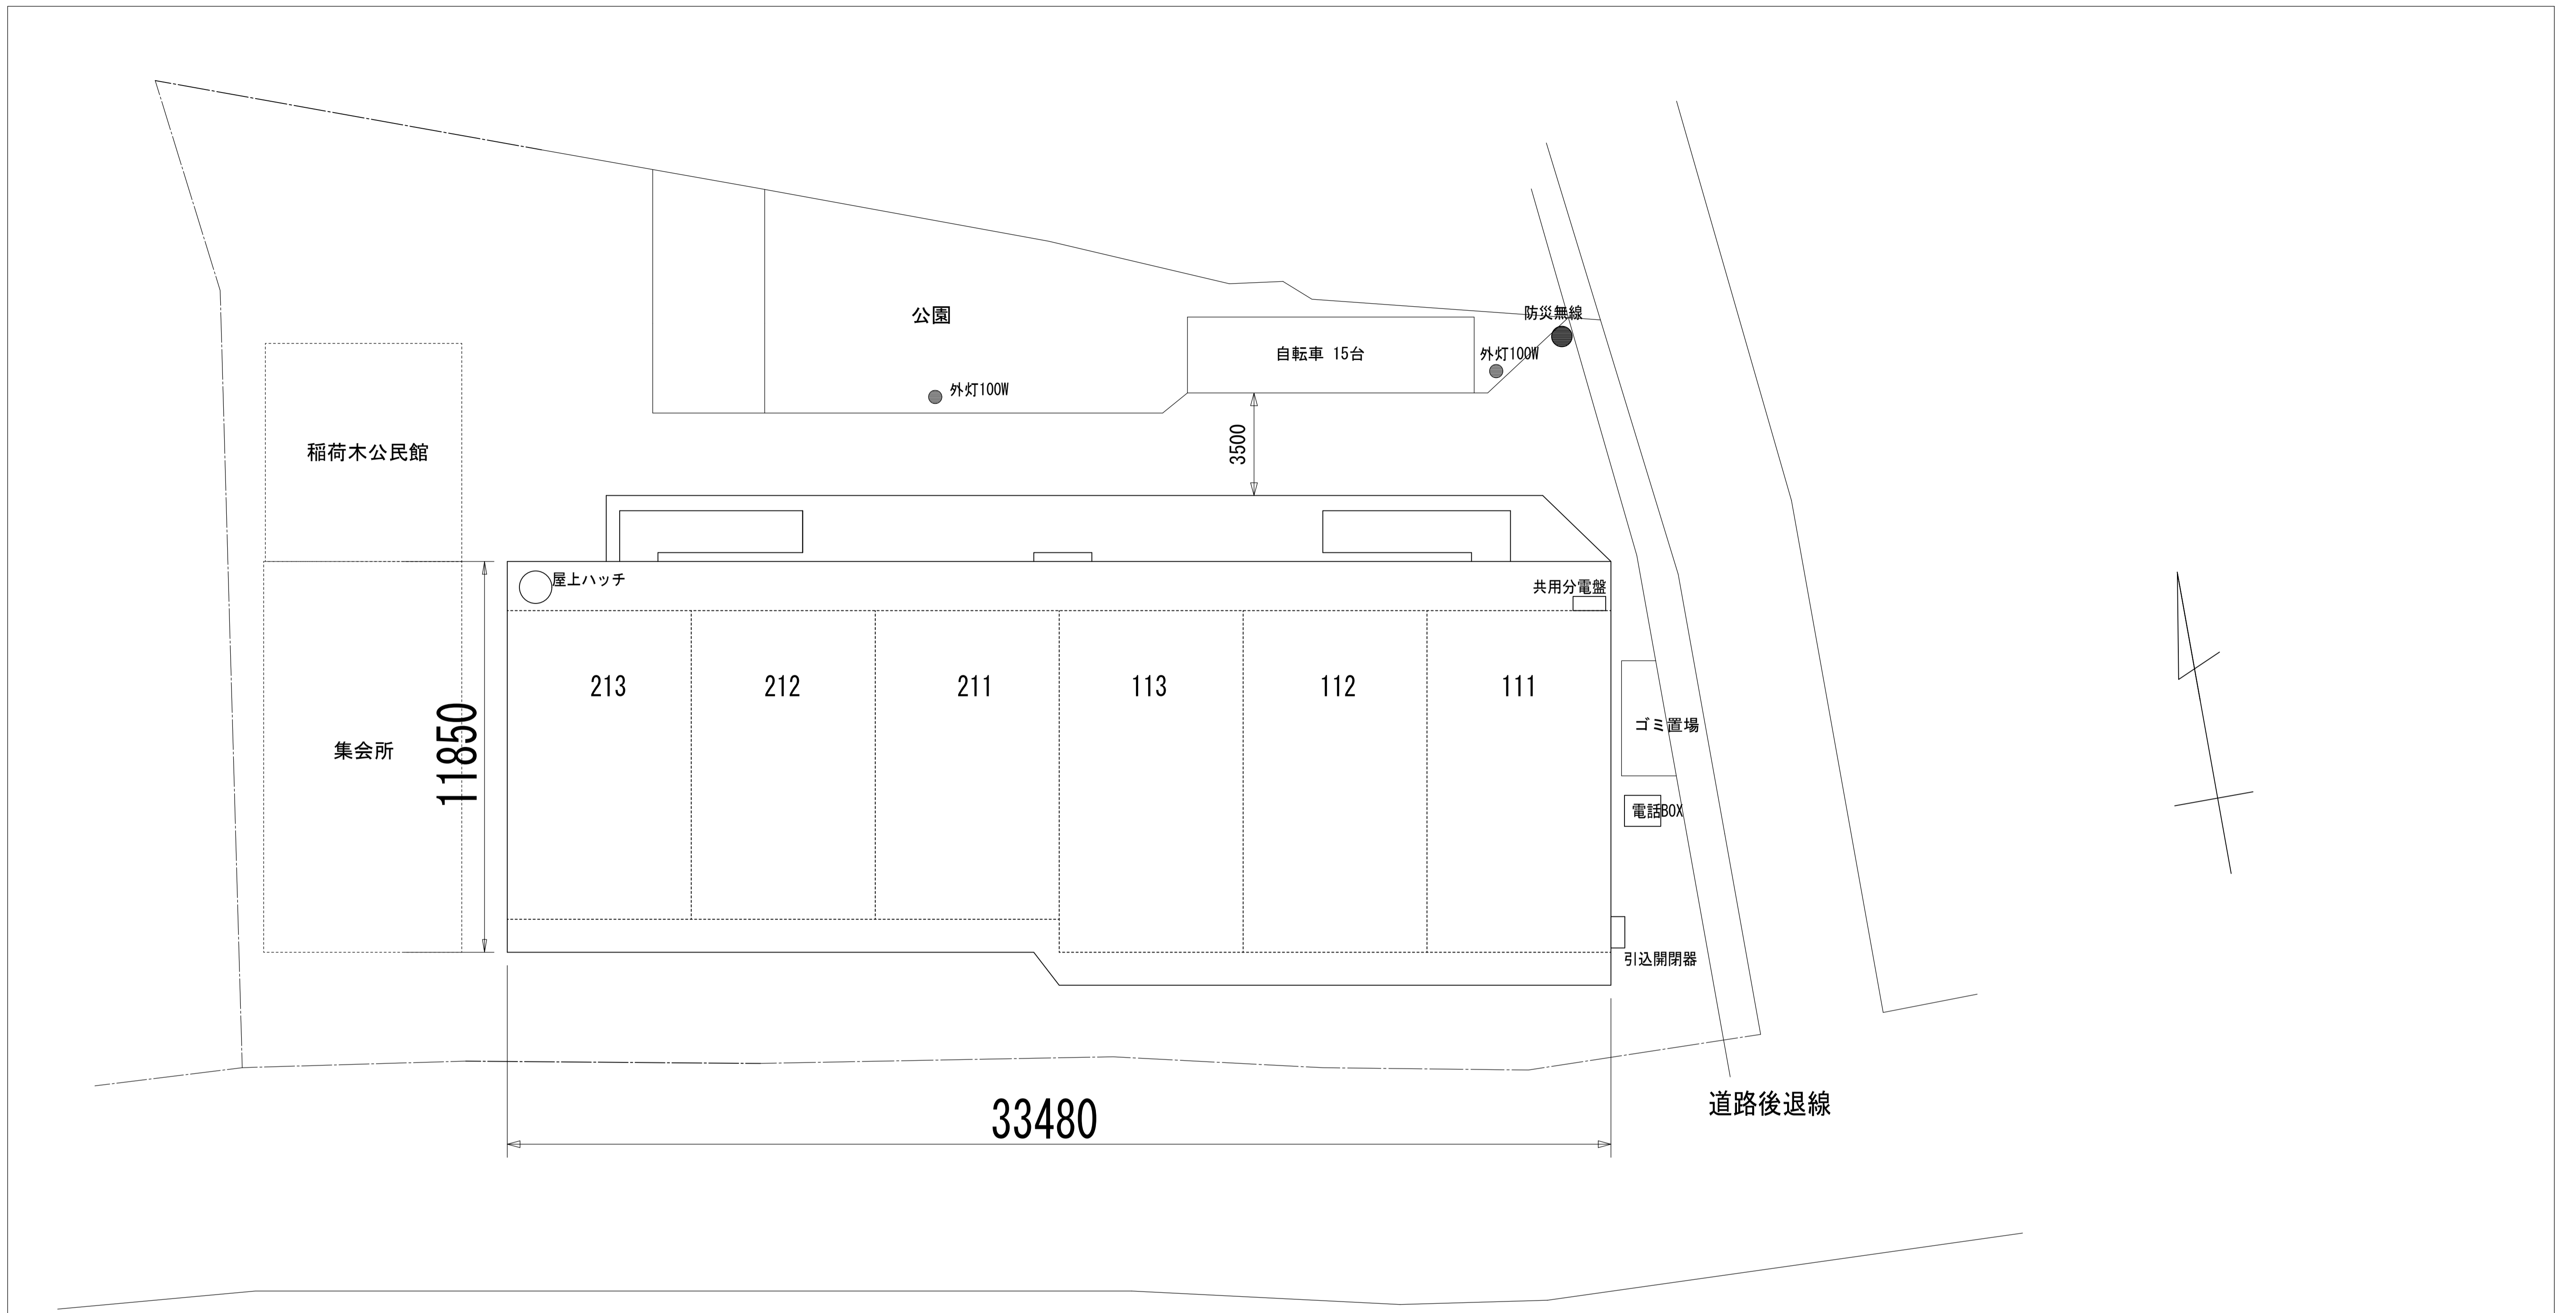 防災無線
公園
自転車 15台
外灯100W
外灯100W
3500
稲荷木公民館
屋上ハッチ
共用分電盤
213
212
211
113
112
111
ゴミ置場
集会所
11850
電話BOX
引込開閉器
道路後退線
33480